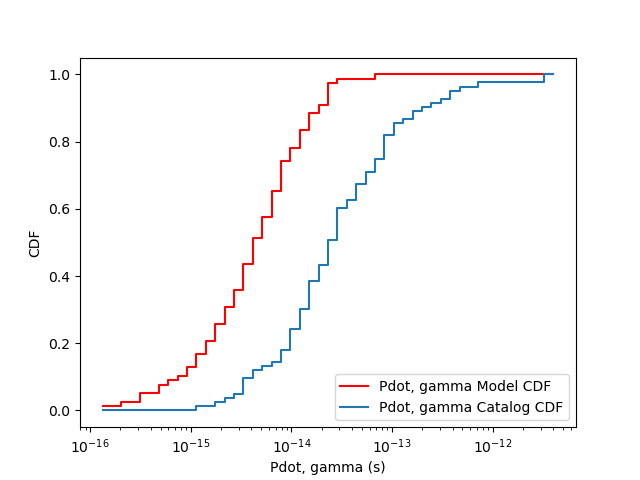 1.0
0.8
0.6
0.4
0.2
0.0
CDF
10⁻¹⁶
10⁻¹⁵
10⁻¹⁴
10⁻¹³
10⁻¹²
Pdot, gamma (s)
Pdot, gamma Model CDF
Pdot, gamma Catalog CDF